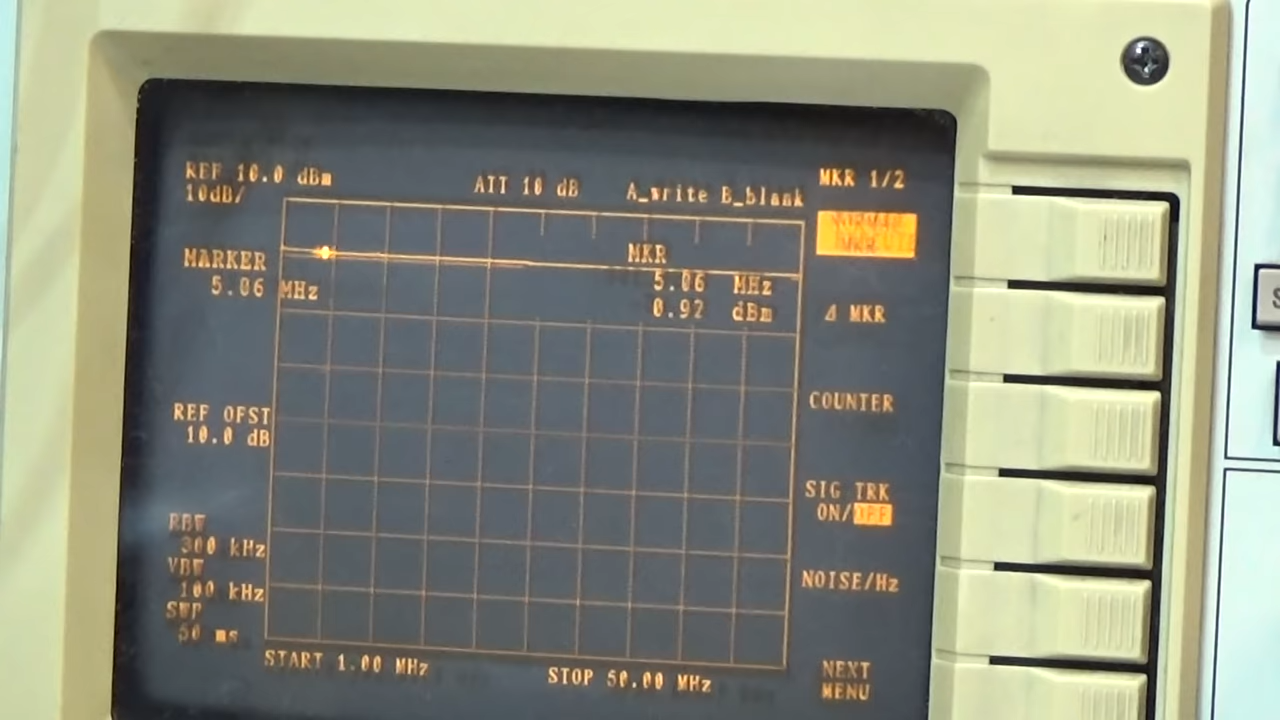 REF 10.0 dBm
10dB/
ATT 10 dB
A_write B_blank
MKR 1/2
MARKER
5.06 MHz
MKR
5.06 MHz
0.92 dBm
Δ MKR
COUNTER
REF OFST
10.0 dB
SIG TRK
ON/OFF
RBW
300 kHz
VBW
100 kHz
SWP
50 ms
NOISE/Hz
START 1.00 MHz
STOP 50.00 MHz
NEXT
MENU